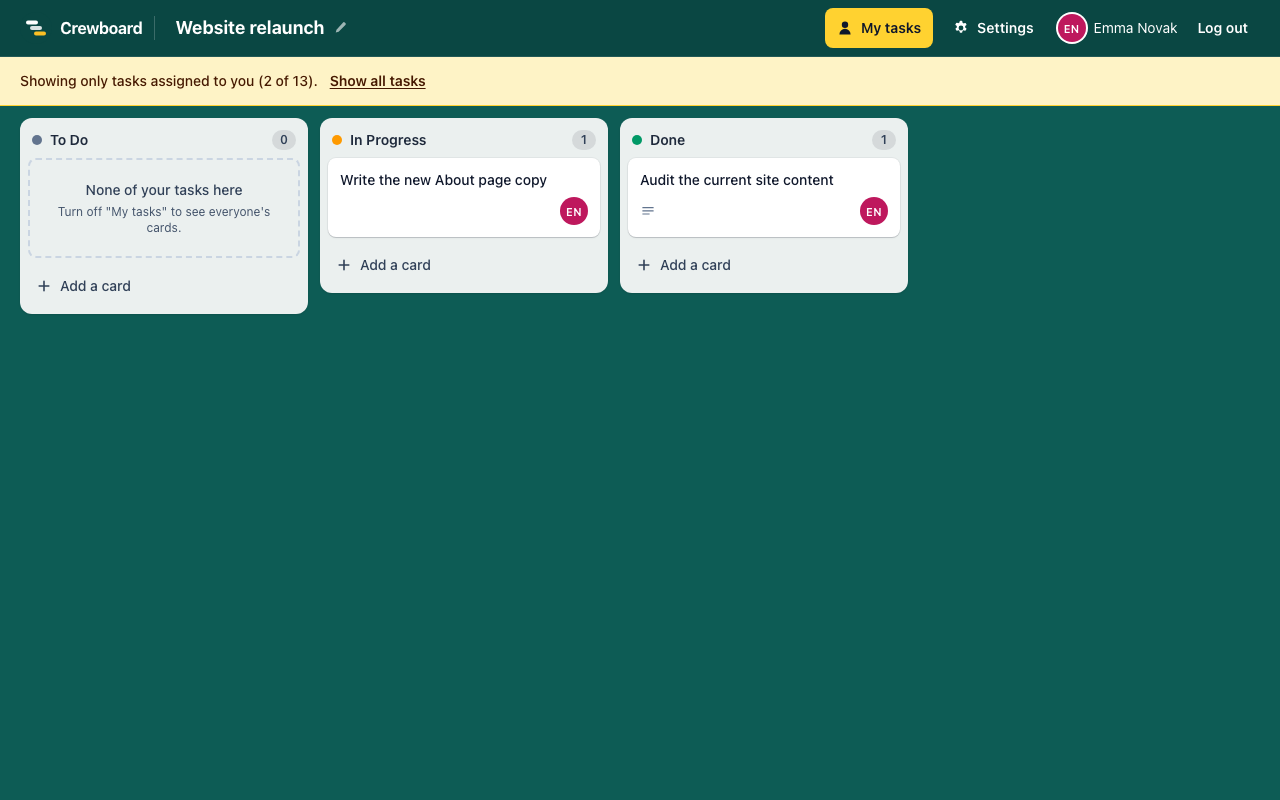 Crewboard
Website relaunch
My tasks
Settings
EN
Emma Novak
Log out
Showing only tasks assigned to you (2 of 13).
Show all tasks
To Do
0
None of your tasks here
Turn off "My tasks" to see everyone's
cards.
Add a card
In Progress
1
Write the new About page copy
EN
Add a card
Done
1
Audit the current site content
EN
Add a card